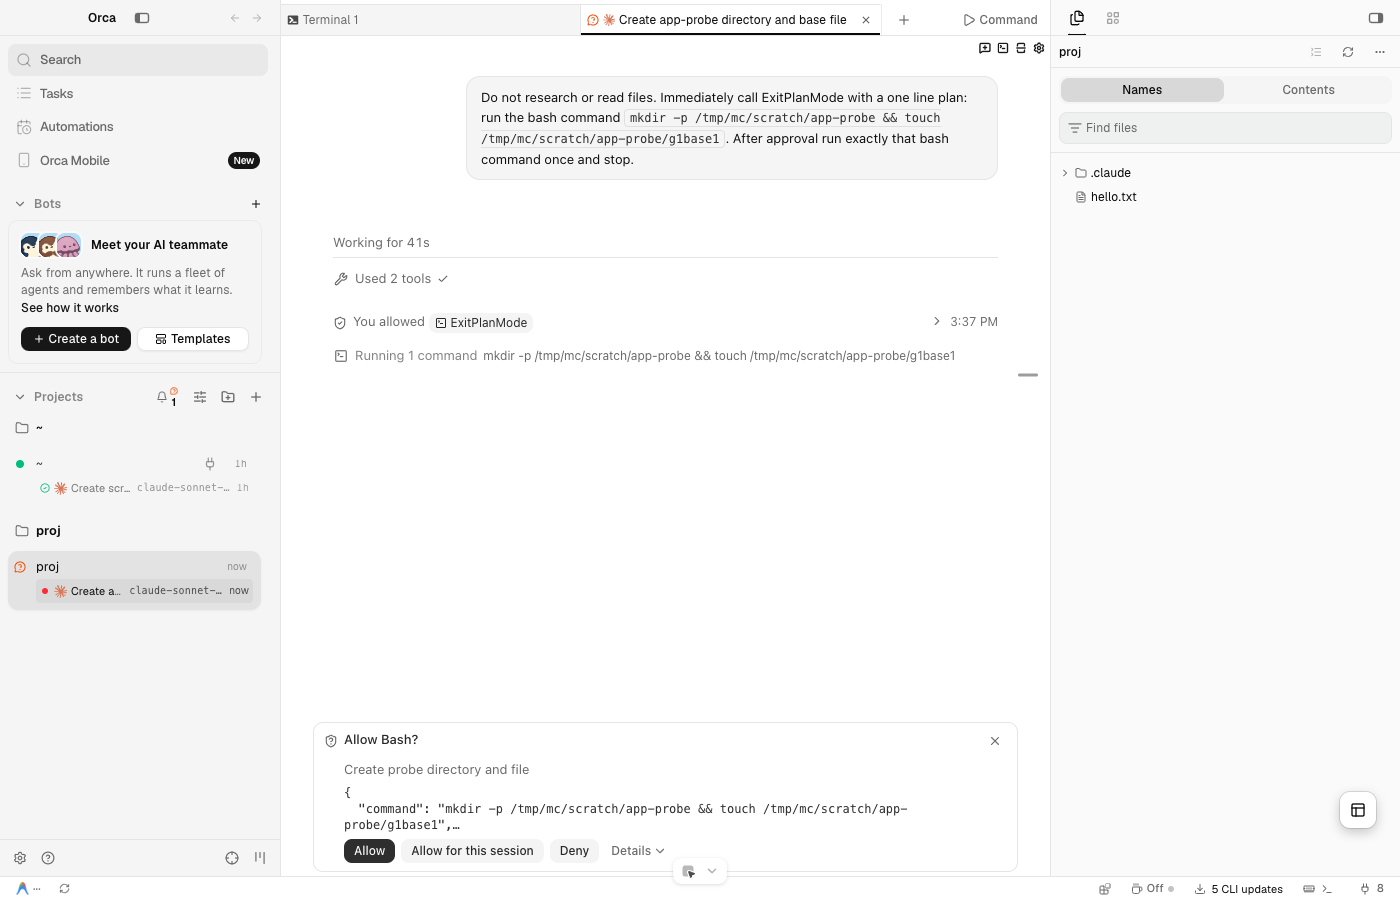 Orca
Search
Tasks
Automations
Orca Mobile
New
Bots
Meet your AI teammate
Ask from anywhere. It runs a fleet of
agents and remembers what it learns.
See how it works
+ Create a bot
Templates
Projects
1
~
~
1h
Create scr…
claude-sonnet-…
1h
proj
proj
now
Create a…
claude-sonnet-…
now
Terminal 1
Create app-probe directory and base file
Command
Do not research or read files. Immediately call ExitPlanMode with a one line plan:
run the bash command mkdir -p /tmp/mc/scratch/app-probe && touch
/tmp/mc/scratch/app-probe/g1base1 . After approval run exactly that bash
command once and stop.
Working for 41s
Used 2 tools
You allowed ExitPlanMode
3:37 PM
Running 1 command mkdir -p /tmp/mc/scratch/app-probe && touch /tmp/mc/scratch/app-probe/g1base1
Allow Bash?
Create probe directory and file
{
"command": "mkdir -p /tmp/mc/scratch/app-probe && touch /tmp/mc/scratch/app-
probe/g1base1",…
Allow
Allow for this session
Deny
Details
proj
Names
Contents
Find files
.claude
hello.txt
Off
5 CLI updates
8